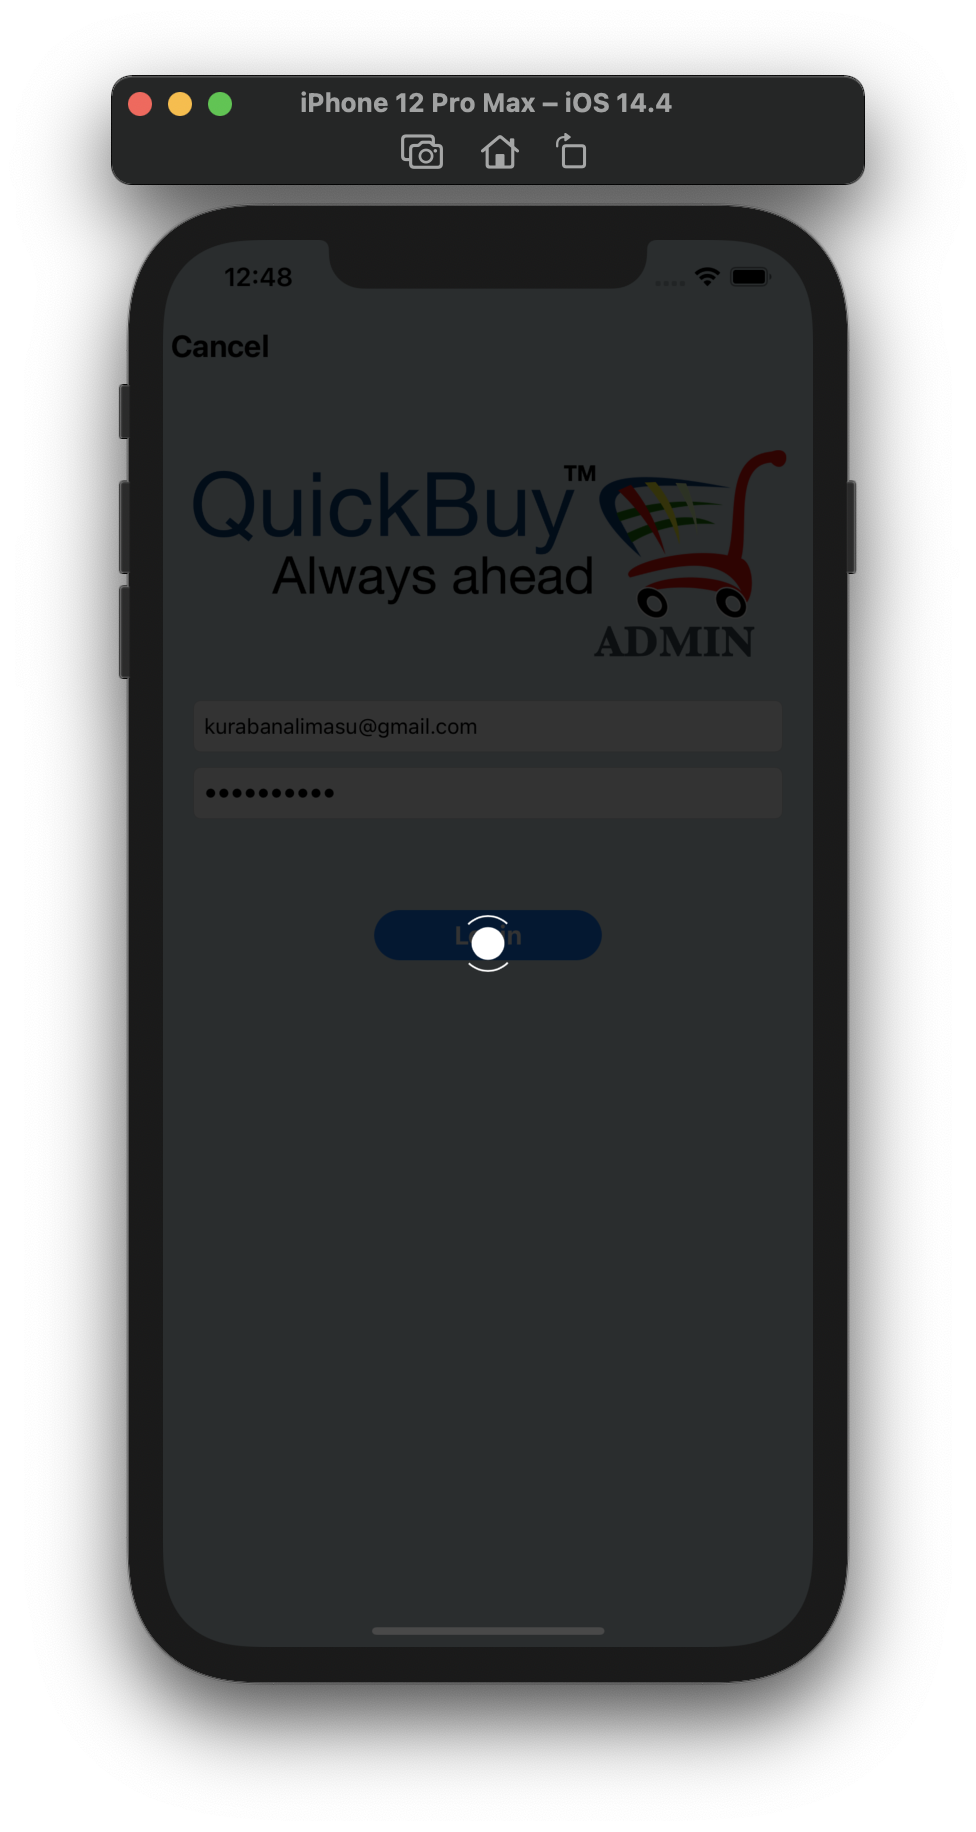 iPhone 12 Pro Max – iOS 14.4
12:48
Cancel
QuickBuy™
Always ahead
ADMIN
kurabanalimasu@gmail.com
••••••••••